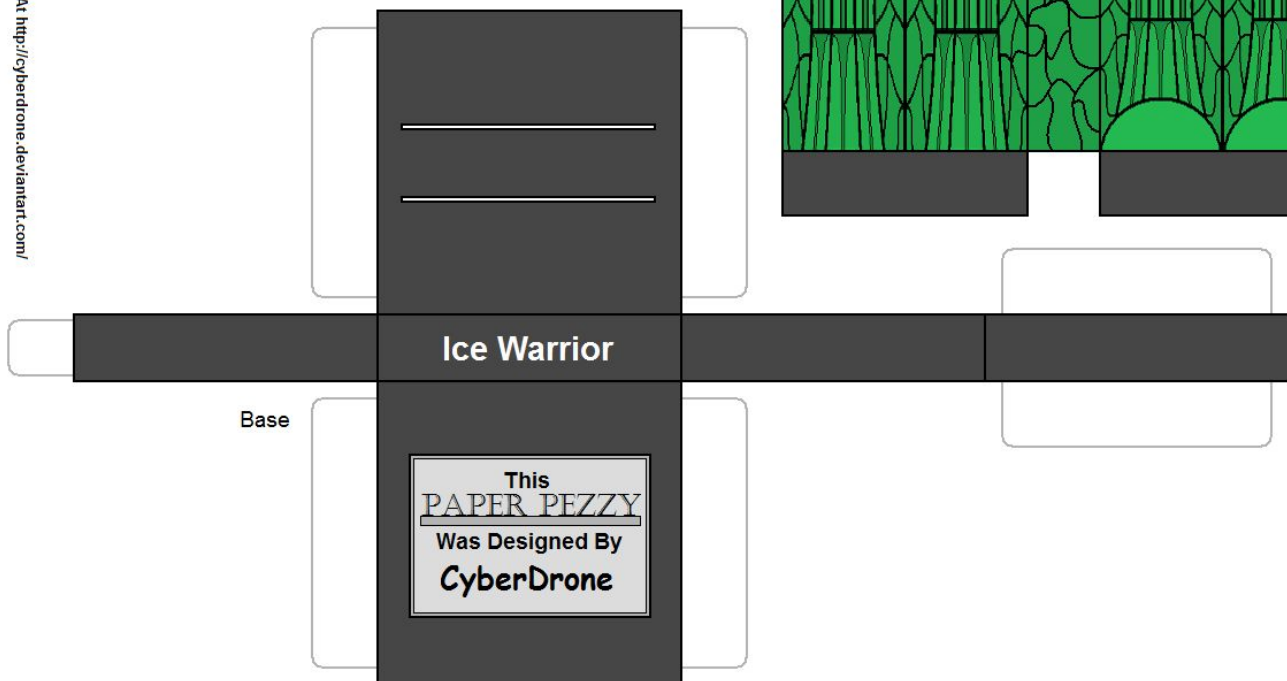 At http://cyberdrone.deviantart.com/
Ice Warrior
Base
This
PAPER PEZZY
Was Designed By
CyberDrone